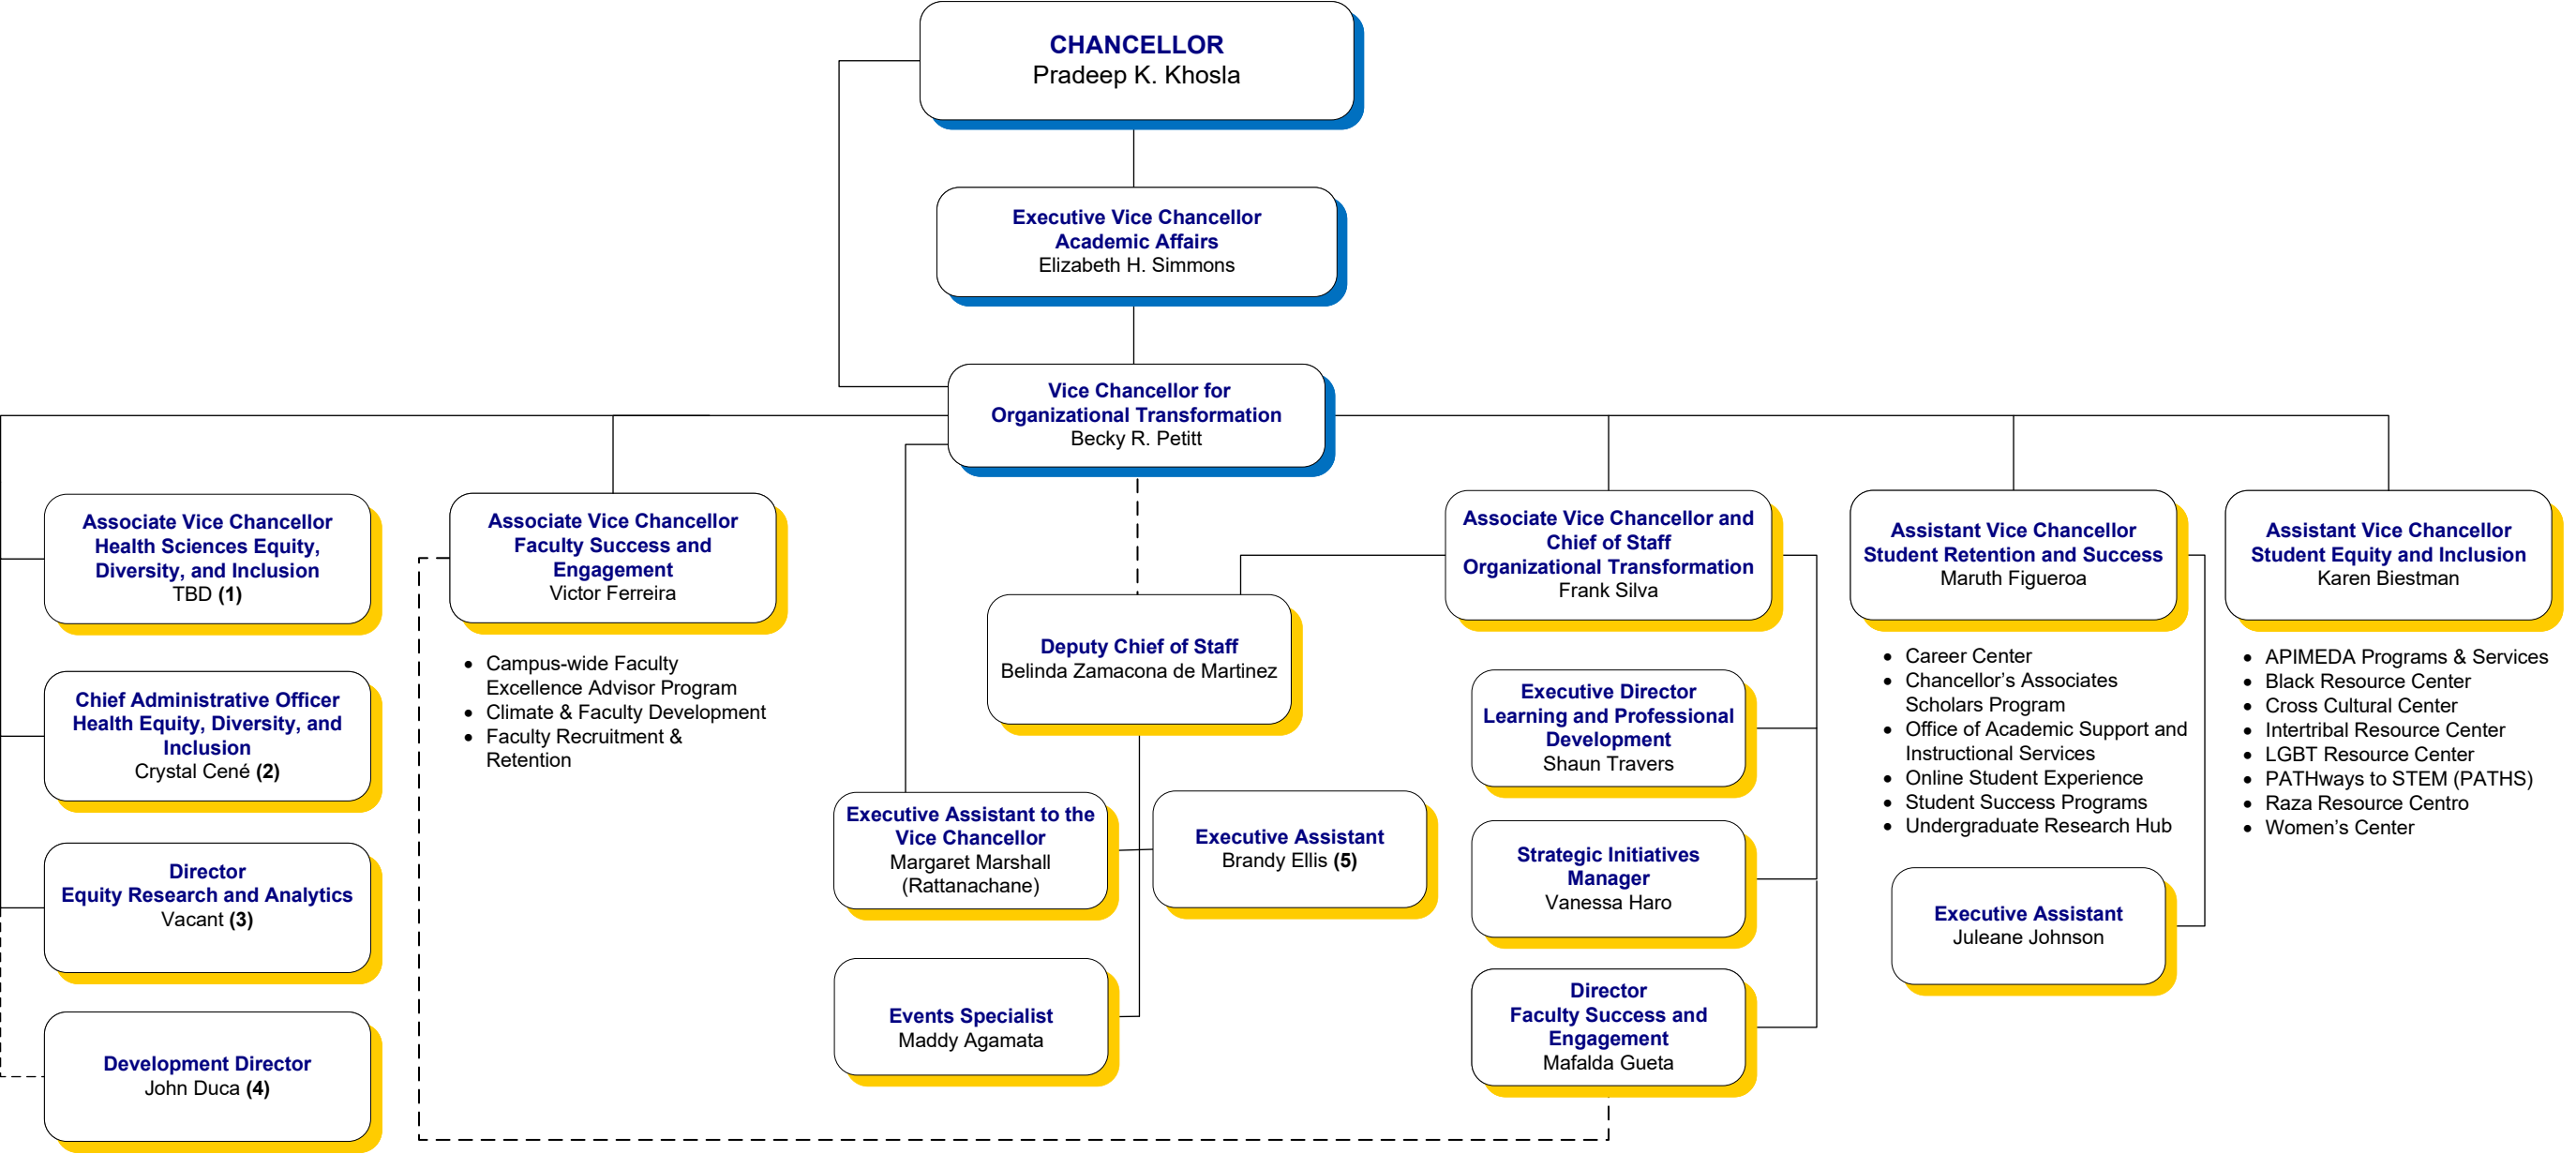 CHANCELLOR
Pradeep K. Khosla
Executive Vice Chancellor
Academic Affairs
Elizabeth H. Simmons
Vice Chancellor for
Organizational Transformation
Becky R. Petitt
Associate Vice Chancellor
Health Sciences Equity,
Diversity, and Inclusion
TBD (1)
Chief Administrative Officer
Health Equity, Diversity, and
Inclusion
Crystal Cené (2)
Director
Equity Research and Analytics
Vacant (3)
Development Director
John Duca (4)
Associate Vice Chancellor
Faculty Success and
Engagement
Victor Ferreira
• Campus-wide Faculty
Excellence Advisor Program
• Climate & Faculty Development
• Faculty Recruitment &
Retention
Deputy Chief of Staff
Belinda Zamacona de Martinez
Executive Assistant to the
Vice Chancellor
Margaret Marshall
(Rattanachane)
Executive Assistant
Brandy Ellis (5)
Events Specialist
Maddy Agamata
Associate Vice Chancellor and
Chief of Staff
Organizational Transformation
Frank Silva
Executive Director
Learning and Professional
Development
Shaun Travers
Strategic Initiatives
Manager
Vanessa Haro
Director
Faculty Success and
Engagement
Mafalda Gueta
Assistant Vice Chancellor
Student Retention and Success
Maruth Figueroa
• Career Center
• Chancellor’s Associates
Scholars Program
• Office of Academic Support and
Instructional Services
• Online Student Experience
• Student Success Programs
• Undergraduate Research Hub
Executive Assistant
Juleane Johnson
Assistant Vice Chancellor
Student Equity and Inclusion
Karen Biestman
• APIMEDA Programs & Services
• Black Resource Center
• Cross Cultural Center
• Intertribal Resource Center
• LGBT Resource Center
• PATHways to STEM (PATHS)
• Raza Resource Centro
• Women’s Center